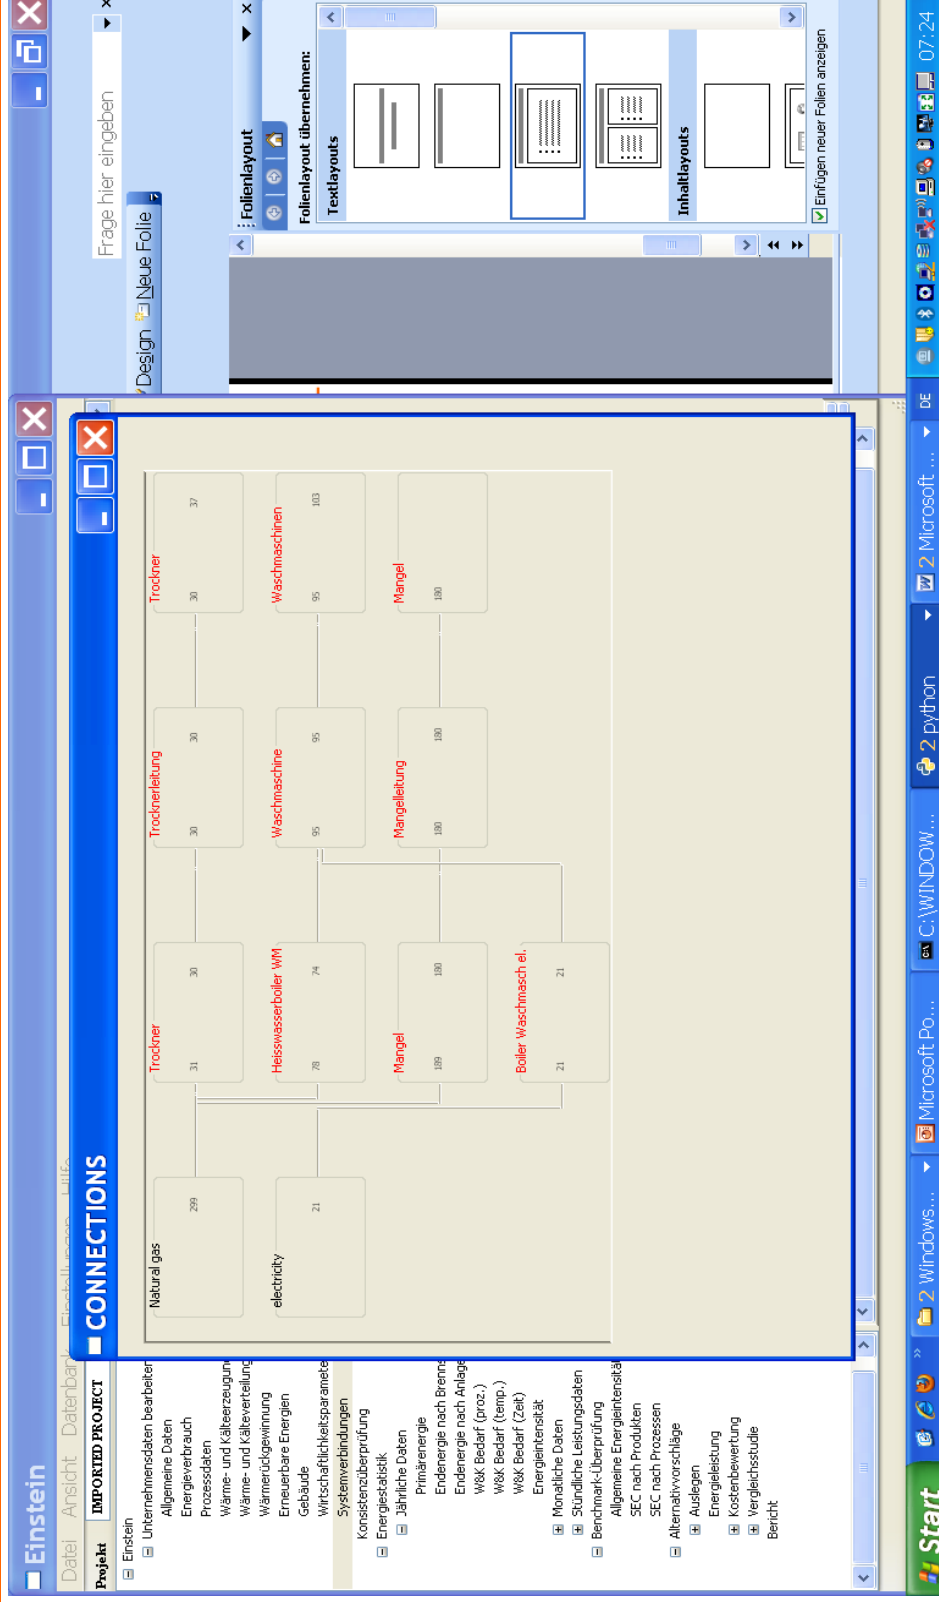 Einstein
Datei Ansicht Datenbank Einstellungen Hilfe
Projekt IMPORTED PROJECT
Einstein
Unternehmensdaten bearbeiten
Allgemeine Daten
Energieverbrauch
Prozessdaten
Wärme- und Kälteerzeugung
Wärme- und Kälteverteilung
Wärmerückgewinnung
Erneuerbare Energien
Gebäude
Wirtschaftlichkeitsparamete
Systemverbindungen
Konsistenzüberprüfung
Energiestatistik
Jährliche Daten
Primärenergie
Endenergie nach Brenns
Endenergie nach Anlage
W&K Bedarf (proz.)
W&K Bedarf (temp.)
W&K Bedarf (Zeit)
Energieintensität
Monatliche Daten
Stündliche Leistungsdaten
Benchmark-Überprüfung
Allgemeine Energieintensität
SEC nach Produkten
SEC nach Prozessen
Alternativvorschläge
Auslegen
Energieleistung
Kostenbewertung
Vergleichsstudie
Bericht
CONNECTIONS
Natural gas Trockner Trocknerleitung Trockner
299 31 30 30 30 30 37
electricity Heisswasserboiler WM Waschmaschine Waschmaschinen
21 78 74 95 95 95 103
Mangel Mangelleitung Mangel
189 180 180 180 180
Boiler Waschmasch el.
21 21
Frage hier eingeben
Design Neue Folie
Folienlayout
Folienlayout übernehmen:
Textlayouts
Inhaltlayouts
Einfügen neuer Folien anzeigen
Start
2 Windows...
Microsoft Po...
C:\WINDOW...
2 python
2 Microsoft ...
DE
07:24